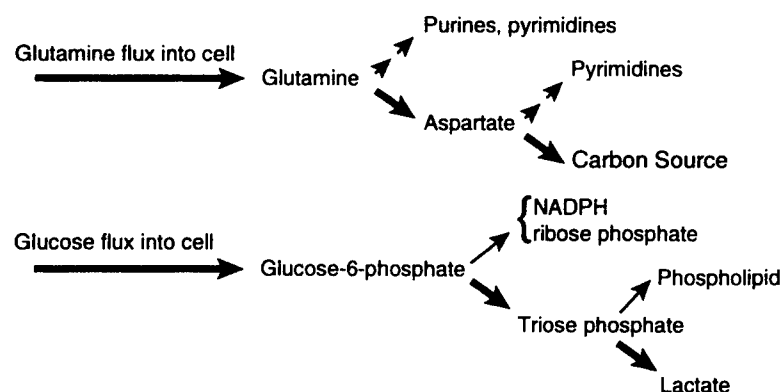 Purines, pyrimidines
Glutamine flux into cell
Glutamine
Pyrimidines
Aspartate
Carbon Source
NADPH
ribose phosphate
Glucose flux into cell
Glucose-6-phosphate
Phospholipid
Triose phosphate
Lactate